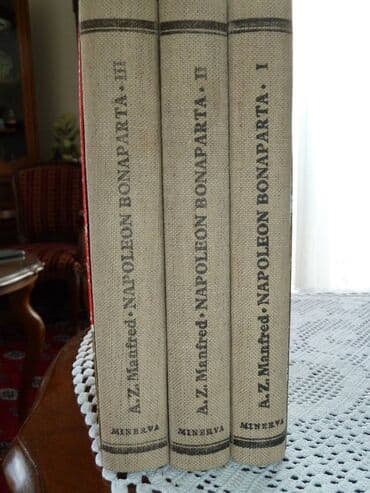 A.Z. Manfred • NAPOLEON BONAPARTA • III
MINERVA
A.Z. Manfred • NAPOLEON BONAPARTA • II
MINERVA
A.Z. Manfred • NAPOLEON BONAPARTA • I
MINERVA